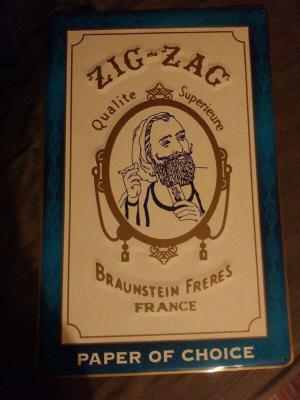 ZIG-ZAG
Qualite Superieure
BRAUNSTEIN FRERES
FRANCE
PAPER OF CHOICE